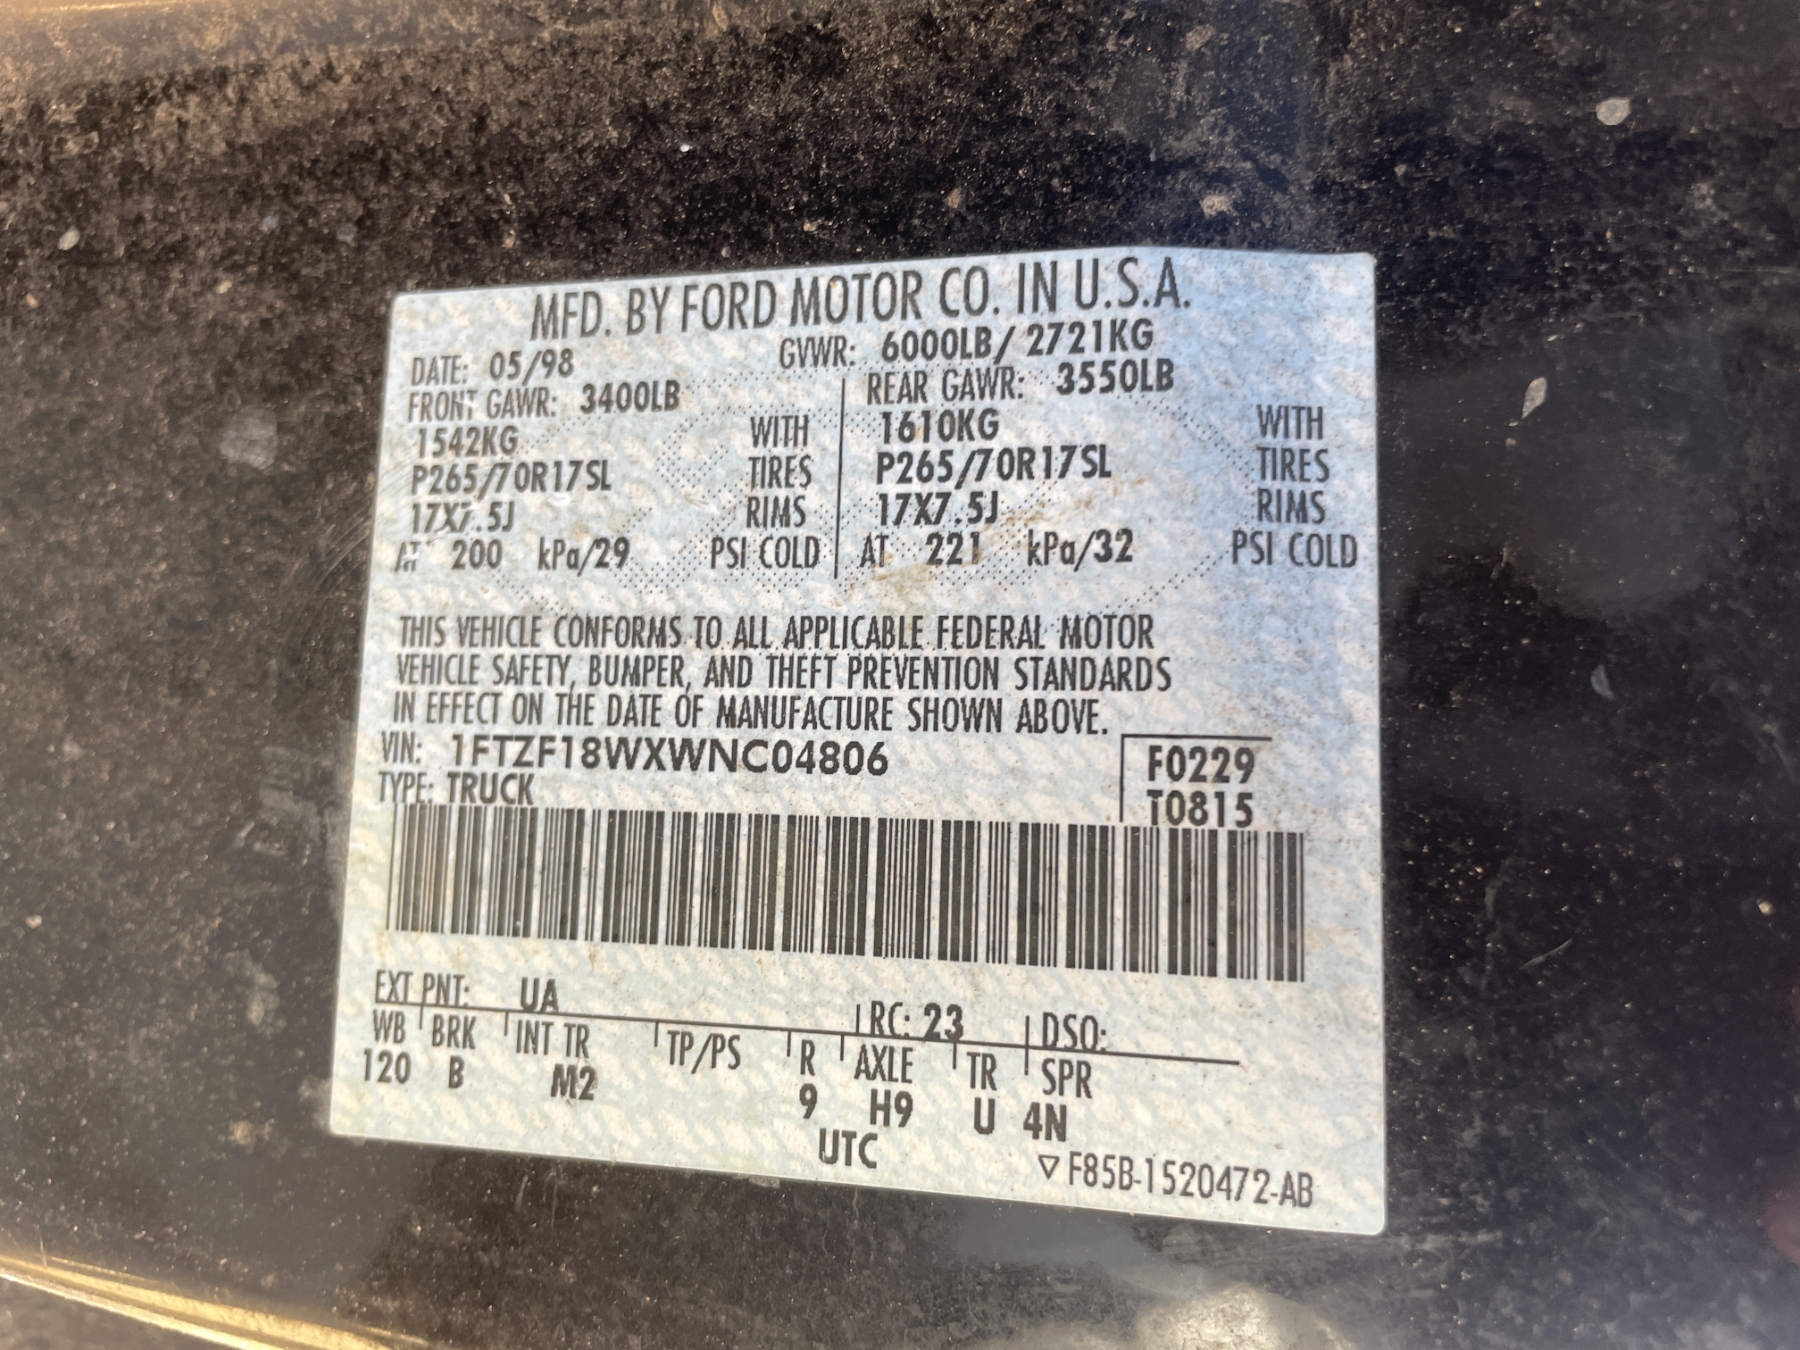 MFD. BY FORD MOTOR CO. IN U.S.A.
DATE: 05/98 GVWR: 6000LB/ 2721KG
FRONT GAWR: 3400LB REAR GAWR: 3550LB
1542KG WITH 1610KG WITH
P265/70R17SL TIRES P265/70R17SL TIRES
17X7.5J RIMS 17X7.5J RIMS
AT 200 kPa/29 PSI COLD AT 221 kPa/32 PSI COLD
THIS VEHICLE CONFORMS TO ALL APPLICABLE FEDERAL MOTOR
VEHICLE SAFETY, BUMPER, AND THEFT PREVENTION STANDARDS
IN EFFECT ON THE DATE OF MANUFACTURE SHOWN ABOVE.
VIN: 1FTZF18WXWNC04806 F0229
TYPE: TRUCK T0815
EXT PNT: UA RC: 23 DSO:
WB BRK INT TR TP/PS R AXLE TR SPR
120 B M2 9 H9 U 4N
UTC
▽ F85B-1520472-AB